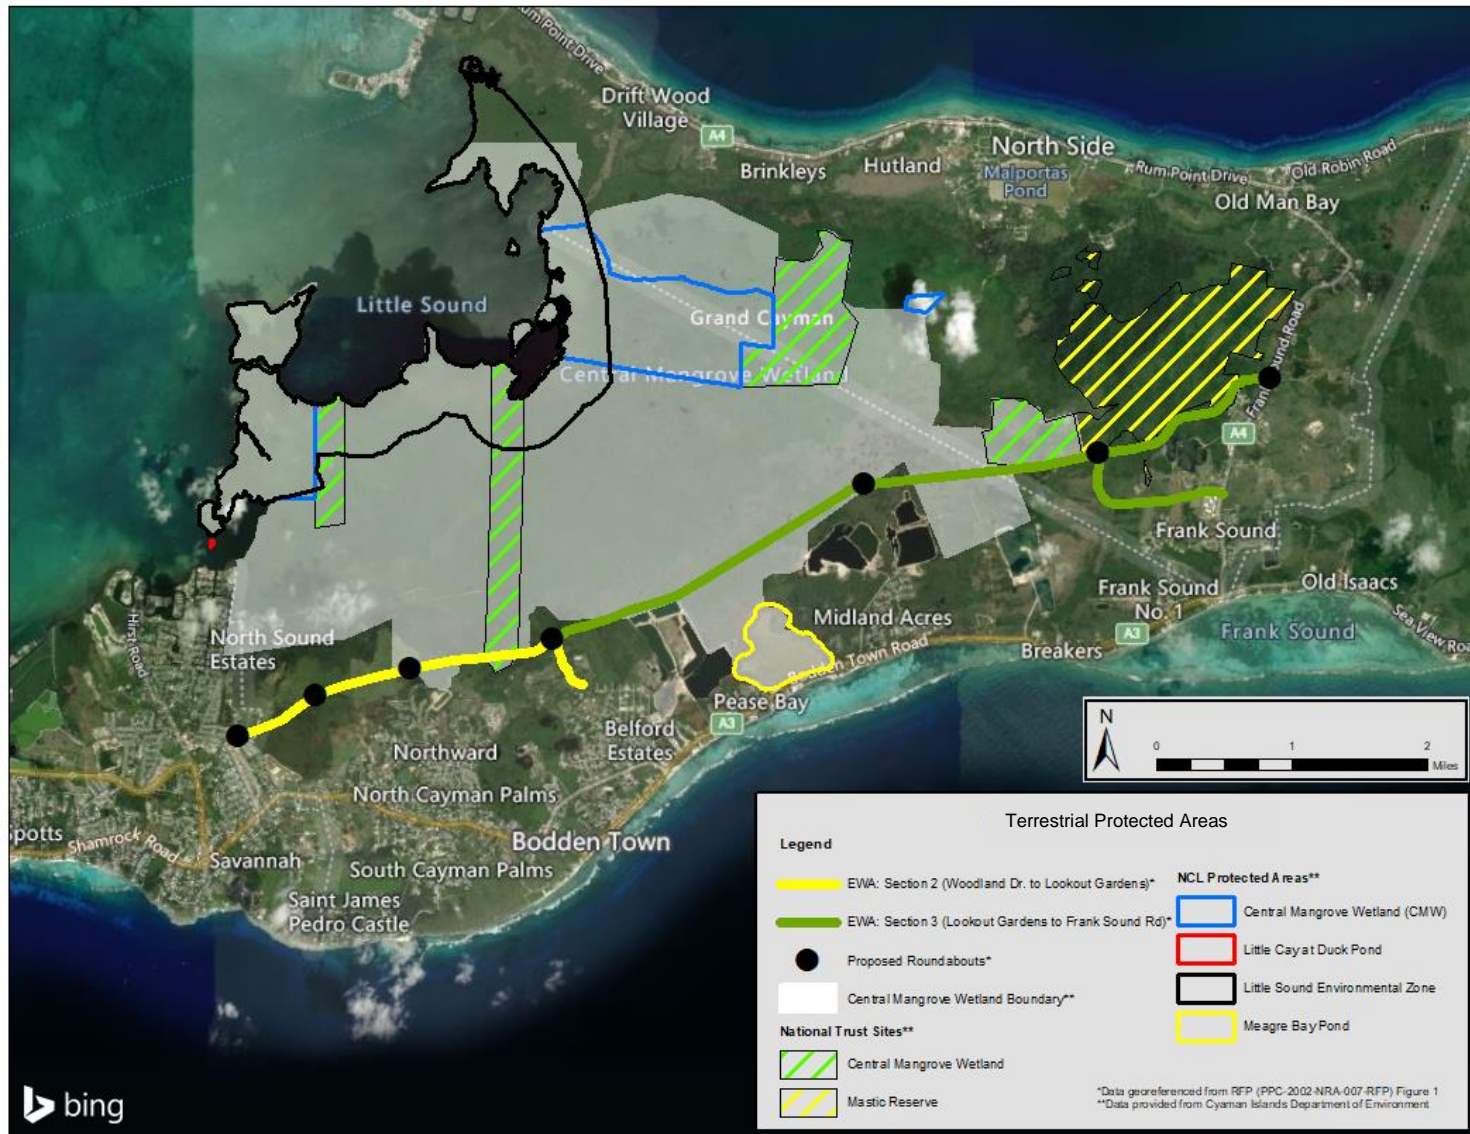 Rum Point Drive
Drift Wood
Village
A4
Brinkleys
Hutland
North Side
Malportas
Pond
Rum Point Drive
Old Robin Road
Old Man Bay
Little Sound
Grand Cayman
Central Mangrove Wetland
Frank Sound Road
A4
Frank Sound
Frank Sound
No. 1
Old Isaacs
A3
Frank Sound
Sea View Roa
Hirst Road
North Sound
Estates
Midland Acres
Breakers
Bodden Town Road
Pease Bay
A3
Belford
Estates
Northward
North Cayman Palms
Bodden Town
Spotts
Shamrock Road
Savannah
South Cayman Palms
Saint James
Pedro Castle
N
0 1 2
Miles
Terrestrial Protected Areas
Legend
EWA: Section 2 (Woodland Dr. to Lookout Gardens)*
EWA: Section 3 (Lookout Gardens to Frank Sound Rd)*
Proposed Roundabouts*
Central Mangrove Wetland Boundary**
National Trust Sites**
Central Mangrove Wetland
Mastic Reserve
NCL Protected Areas**
Central Mangrove Wetland (CMW)
Little Cay at Duck Pond
Little Sound Environmental Zone
Meagre Bay Pond
*Data georeferenced from RFP (PPC-2002-NRA-007-RFP) Figure 1
**Data provided from Cyaman Islands Department of Environment
bing